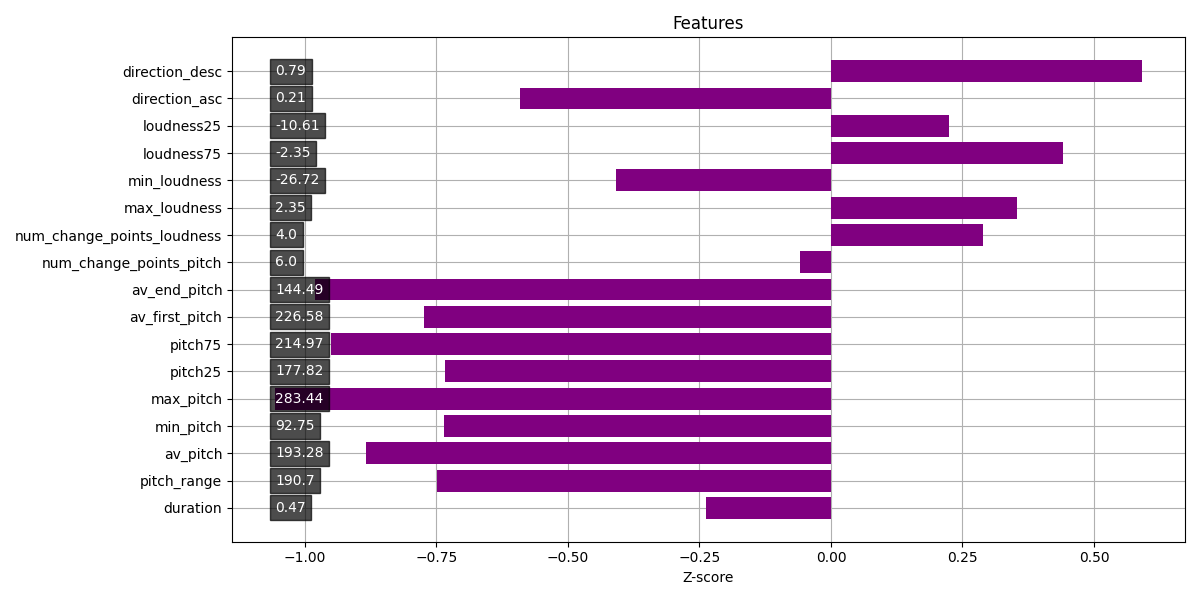 Features
direction_desc 0.79
direction_asc 0.21
loudness25 -10.61
loudness75 -2.35
min_loudness -26.72
max_loudness 2.35
num_change_points_loudness 4.0
num_change_points_pitch 6.0
av_end_pitch 144.49
av_first_pitch 226.58
pitch75 214.97
pitch25 177.82
max_pitch 283.44
min_pitch 92.75
av_pitch 193.28
pitch_range 190.7
duration 0.47
−1.00 −0.75 −0.50 −0.25 0.00 0.25 0.50
Z-score